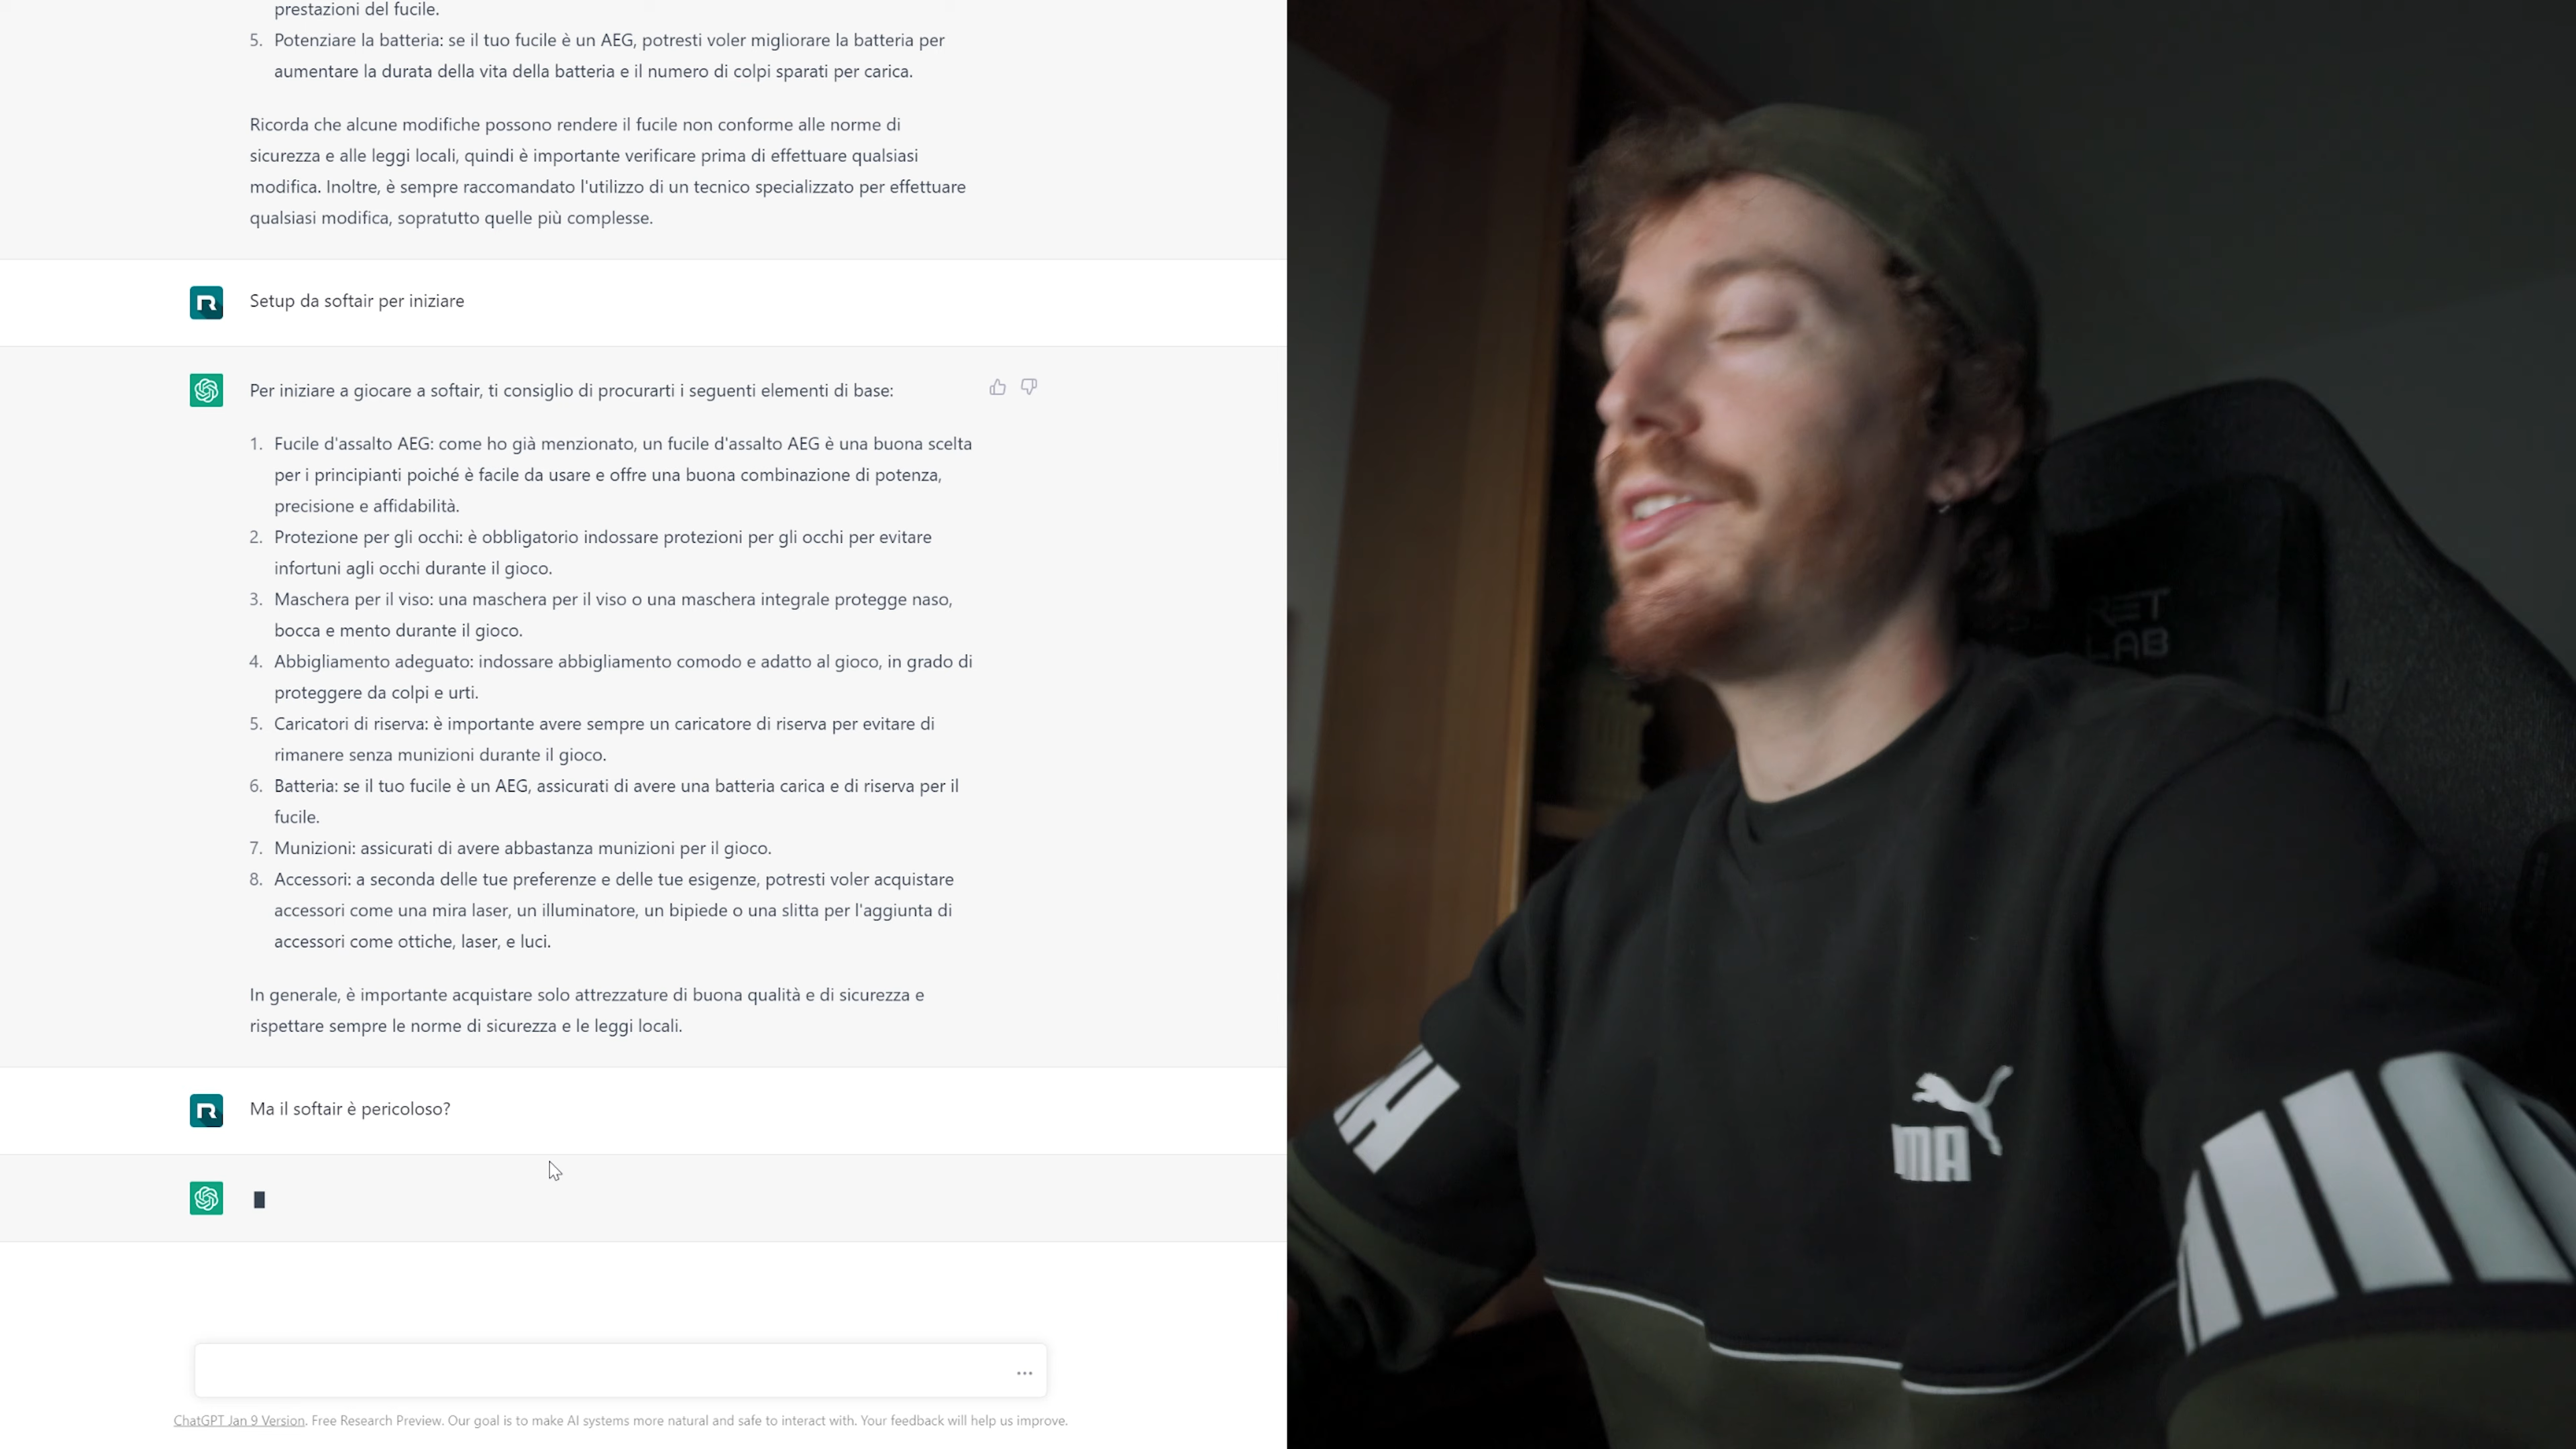 prestazioni del fucile.
5. Potenziare la batteria: se il tuo fucile è un AEG, potresti voler migliorare la batteria per
aumentare la durata della vita della batteria e il numero di colpi sparati per carica.
Ricorda che alcune modifiche possono rendere il fucile non conforme alle norme di
sicurezza e alle leggi locali, quindi è importante verificare prima di effettuare qualsiasi
modifica. Inoltre, è sempre raccomandato l'utilizzo di un tecnico specializzato per effettuare
qualsiasi modifica, sopratutto quelle più complesse.
Setup da softair per iniziare
Per iniziare a giocare a softair, ti consiglio di procurarti i seguenti elementi di base:
1. Fucile d'assalto AEG: come ho già menzionato, un fucile d'assalto AEG è una buona scelta
per i principianti poiché è facile da usare e offre una buona combinazione di potenza,
precisione e affidabilità.
2. Protezione per gli occhi: è obbligatorio indossare protezioni per gli occhi per evitare
infortuni agli occhi durante il gioco.
3. Maschera per il viso: una maschera per il viso o una maschera integrale protegge naso,
bocca e mento durante il gioco.
4. Abbigliamento adeguato: indossare abbigliamento comodo e adatto al gioco, in grado di
proteggere da colpi e urti.
5. Caricatori di riserva: è importante avere sempre un caricatore di riserva per evitare di
rimanere senza munizioni durante il gioco.
6. Batteria: se il tuo fucile è un AEG, assicurati di avere una batteria carica e di riserva per il
fucile.
7. Munizioni: assicurati di avere abbastanza munizioni per il gioco.
8. Accessori: a seconda delle tue preferenze e delle tue esigenze, potresti voler acquistare
accessori come una mira laser, un illuminatore, un bipiede o una slitta per l'aggiunta di
accessori come ottiche, laser, e luci.
In generale, è importante acquistare solo attrezzature di buona qualità e di sicurezza e
rispettare sempre le norme di sicurezza e le leggi locali.
Ma il softair è pericoloso?
ChatGPT Jan 9 Version. Free Research Preview. Our goal is to make AI systems more natural and safe to interact with. Your feedback will help us improve.
RET
LAB
MA